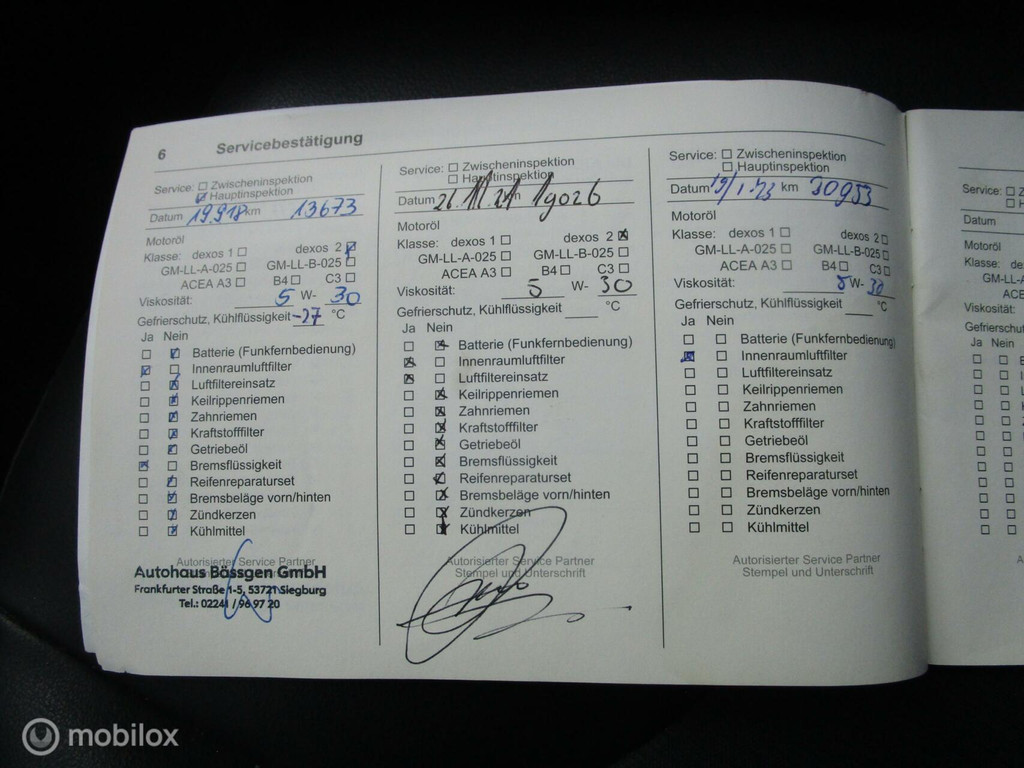 6 Servicebestätigung
Service: Zwischeninspektion
Hauptinspektion
Datum 19.9.18 km 13673
Motoröl
Klasse: dexos 1 dexos 2
GM-LL-A-025 GM-LL-B-025
ACEA A3 B4 C3
Viskosität: 5 W- 30
Gefrierschutz, Kühlflüssigkeit -27 °C
Ja Nein
Batterie (Funkfernbedienung)
Innenraumluftfilter
Luftfiltereinsatz
Keilrippenriemen
Zahnriemen
Kraftstofffilter
Getriebeöl
Bremsflüssigkeit
Reifenreparaturset
Bremsbeläge vorn/hinten
Zündkerzen
Kühlmittel
Autorisierter Service Partner
Autohaus Bässgen GmbH
Frankfurter Straße 1-5, 53721 Siegburg
Tel.: 02241 / 96 97 20
Service: Zwischeninspektion
Hauptinspektion
Datum 26.11.21 km 19026
Motoröl
Klasse: dexos 1 dexos 2
GM-LL-A-025 GM-LL-B-025
ACEA A3 B4 C3
Viskosität: 5 W- 30
Gefrierschutz, Kühlflüssigkeit °C
Ja Nein
Batterie (Funkfernbedienung)
Innenraumluftfilter
Luftfiltereinsatz
Keilrippenriemen
Zahnriemen
Kraftstofffilter
Getriebeöl
Bremsflüssigkeit
Reifenreparaturset
Bremsbeläge vorn/hinten
Zündkerzen
Kühlmittel
Autorisierter Service Partner
Stempel und Unterschrift
Service: Zwischeninspektion
Hauptinspektion
Datum km 30953
Motoröl
Klasse: dexos 1 dexos 2
GM-LL-A-025 GM-LL-B-025
ACEA A3 B4 C3
Viskosität: W- 30
Gefrierschutz, Kühlflüssigkeit °C
Ja Nein
Batterie (Funkfernbedienung)
Innenraumluftfilter
Luftfiltereinsatz
Keilrippenriemen
Zahnriemen
Kraftstofffilter
Getriebeöl
Bremsflüssigkeit
Reifenreparaturset
Bremsbeläge vorn/hinten
Zündkerzen
Kühlmittel
Autorisierter Service Partner
Stempel und Unterschrift
Service:
Datum
Motoröl
Klasse:
GM-LL-A
ACE
Viskosität:
Gefrierschutz
Ja Nein
mobilox